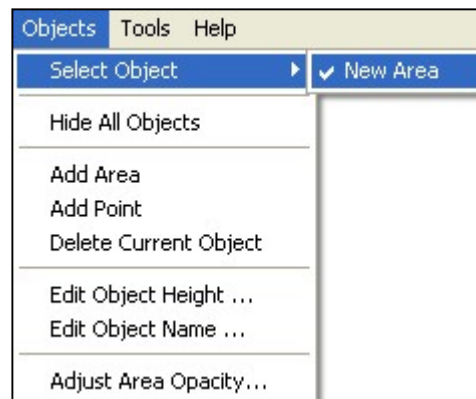 Objects Tools Help
Select Object New Area
Hide All Objects
Add Area
Add Point
Delete Current Object
Edit Object Height ...
Edit Object Name ...
Adjust Area Opacity...